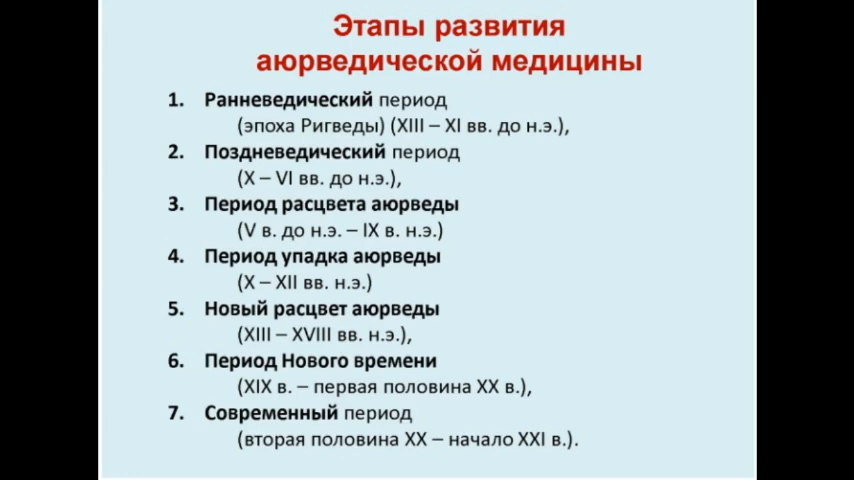 Этапы развития
аюрведической медицины
1. Ранневедический период
(эпоха Ригведы) (XIII – XI вв. до н.э.),
2. Поздневедический период
(X – VI вв. до н.э.),
3. Период расцвета аюрведы
(V в. до н.э. – IX в. н.э.)
4. Период упадка аюрведы
(X – XII вв. н.э.)
5. Новый расцвет аюрведы
(XIII – XVIII вв. н.э.),
6. Период Нового времени
(XIX в. – первая половина XX в.),
7. Современный период
(вторая половина XX – начало XXI в.).